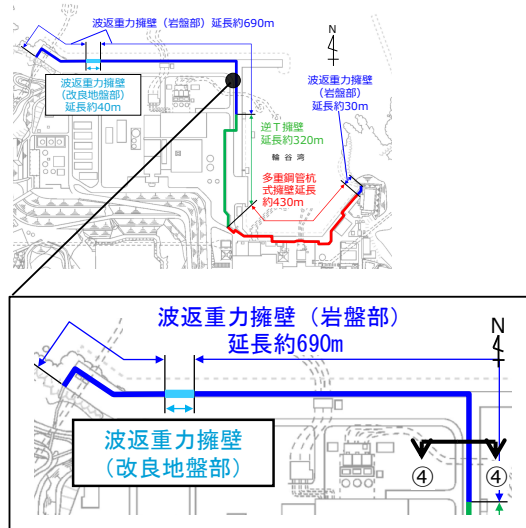 波返重力擁壁（岩盤部）延長約690m
N
波返重力擁壁
（岩盤部）
延長約30m
波返重力擁壁
（改良地盤部）
延長約40m
逆Ｔ擁壁
延長約320m
輪谷湾
多重鋼管杭
式擁壁延長
約430m
波返重力擁壁（岩盤部）
延長約690m
N
波返重力擁壁
（改良地盤部）
④
④